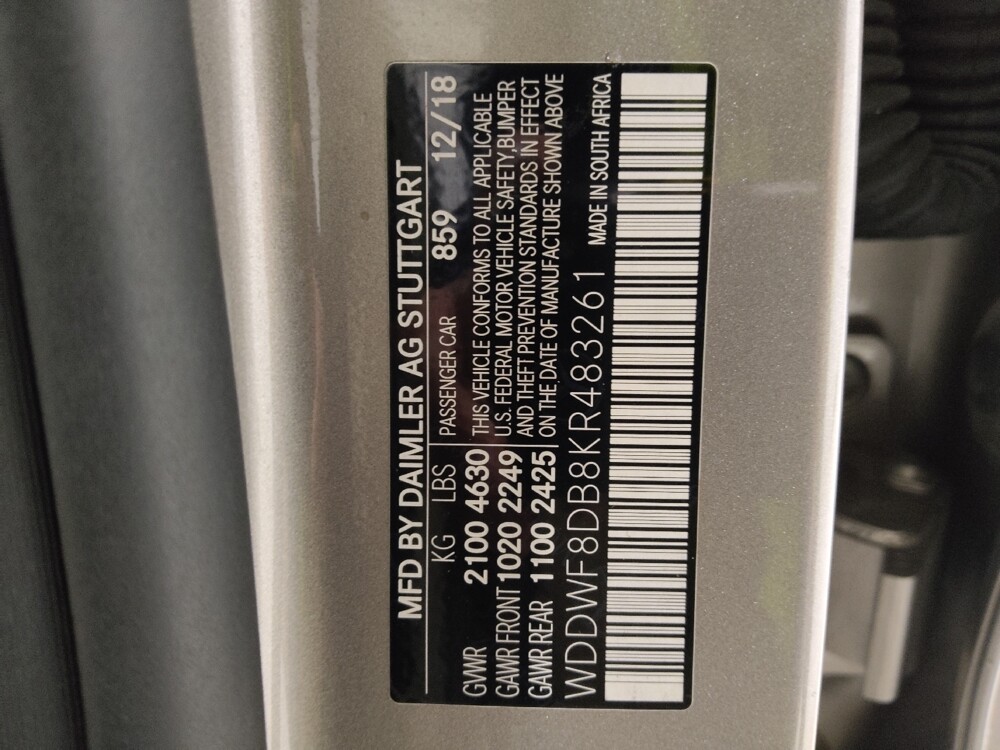 MFD BY DAIMLER AG STUTTGART
KG LBS PASSENGER CAR 859 12/18
GVWR 2100 4630 THIS VEHICLE CONFORMS TO ALL APPLICABLE
GAWR FRONT 1020 2249 U.S. FEDERAL MOTOR VEHICLE SAFETY,BUMPER
GAWR REAR 1100 2425 AND THEFT PREVENTION STANDARDS IN EFFECT
ON THE DATE OF MANUFACTURE SHOWN ABOVE
WDDWF8DB8KR483261 MADE IN SOUTH AFRICA